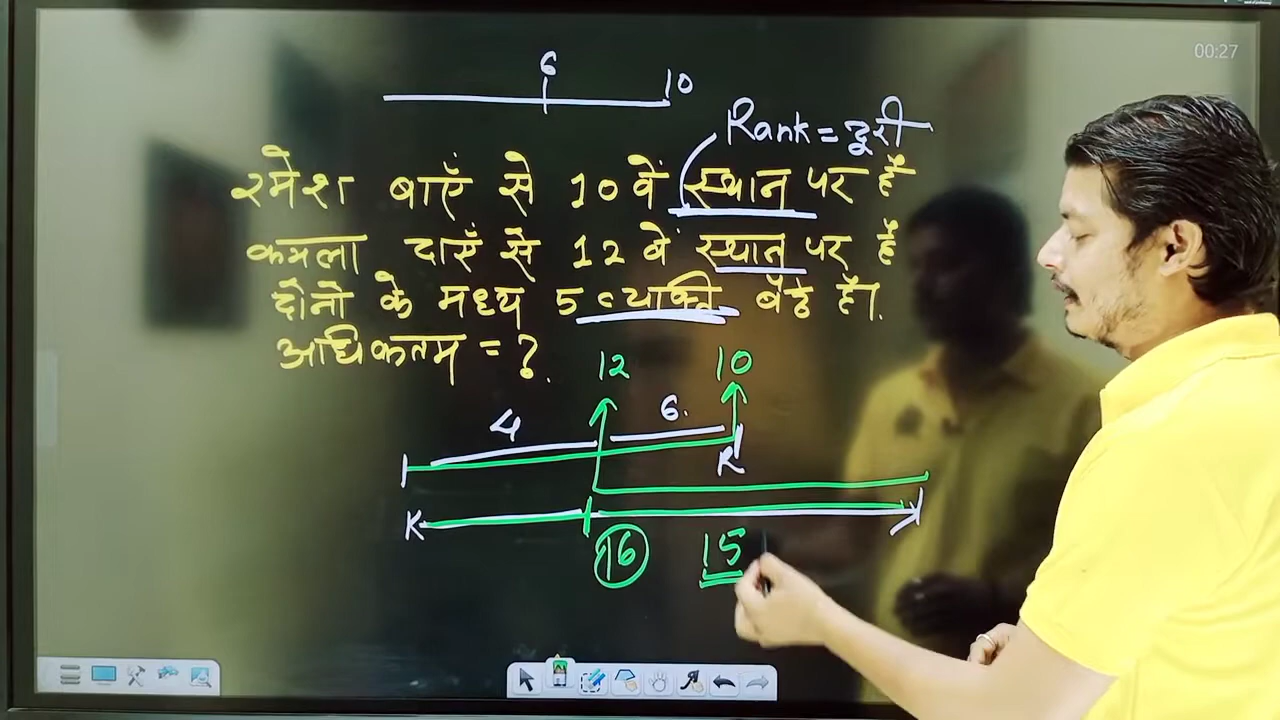 00:27
6
10
Rank = दूरी
रमेश बाएँ से 10 वें स्थान पर हैं
कमला दाएँ से 12 वें स्थान पर हैं
दोनो के मध्य 5 व्यक्ति बैठे हैं।
अधिकतम = ?
12 10
4 6.
R
K
16 15